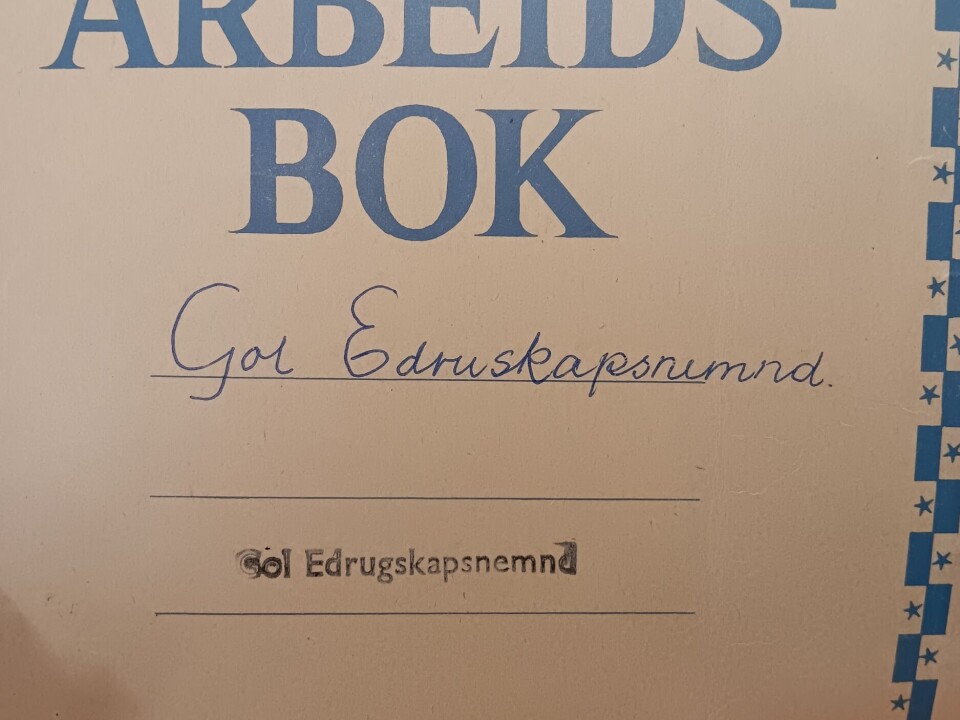 ARBEIDS-
BOK
Gol Edruskapsnemnd.
Gol Edrugskapsnemnd